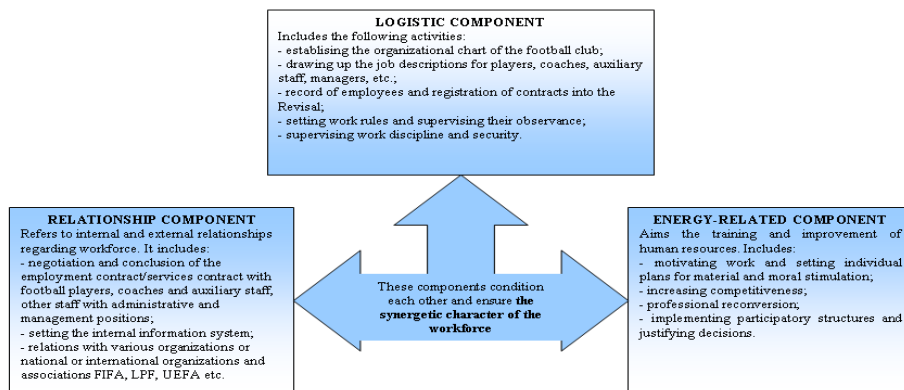 LOGISTIC COMPONENT
Includes the following activities:
- establising the organizational chart of the football club;
- drawing up the job descriptions for players, coaches, auxiliary
staff, managers, etc.;
- record of employees and registration of contracts into the
Revisal;
- setting work rules and supervising their observance;
- supervising work discipline and security.
RELATIONSHIP COMPONENT
Refers to internal and external relationships
regarding workforce. It includes:
- negotiation and conclusion of the
employment contract/services contract with
football players, coaches and auxiliary staff,
other staff with administrative and
management positions;
- setting the internal information system;
- relations with various organizations or
national or international organizations and
associations FIFA, LPF, UEFA etc.
These components condition
each other and ensure the
synergetic character of the
workforce
ENERGY-RELATED COMPONENT
Aims the training and improvement of
human resources. Includes:
- motivating work and setting individual
plans for material and moral stimulation;
- increasing competitiveness;
- professional reconversion;
- implementing participatory structures and
justifying decisions.